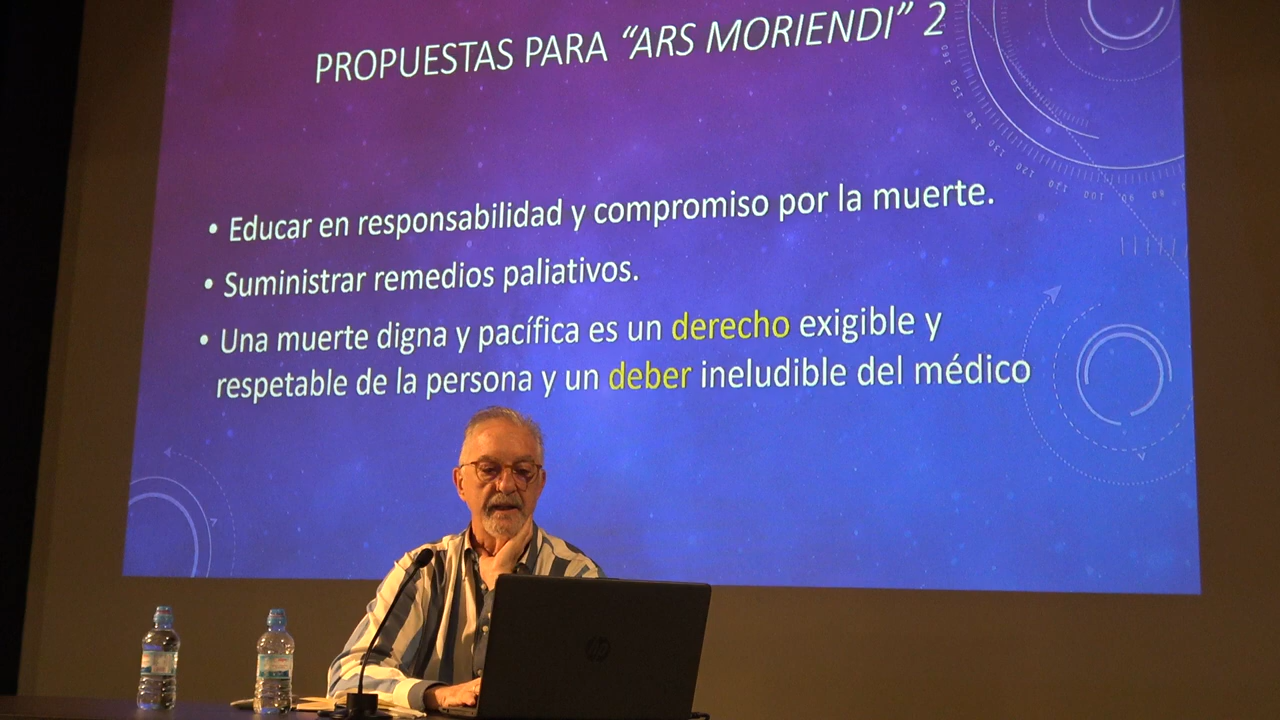 PROPUESTAS PARA “ARS MORIENDI” 2
• Educar en responsabilidad y compromiso por la muerte.
• Suministrar remedios paliativos.
• Una muerte digna y pacífica es un derecho exigible y
respetable de la persona y un deber ineludible del médico
hp